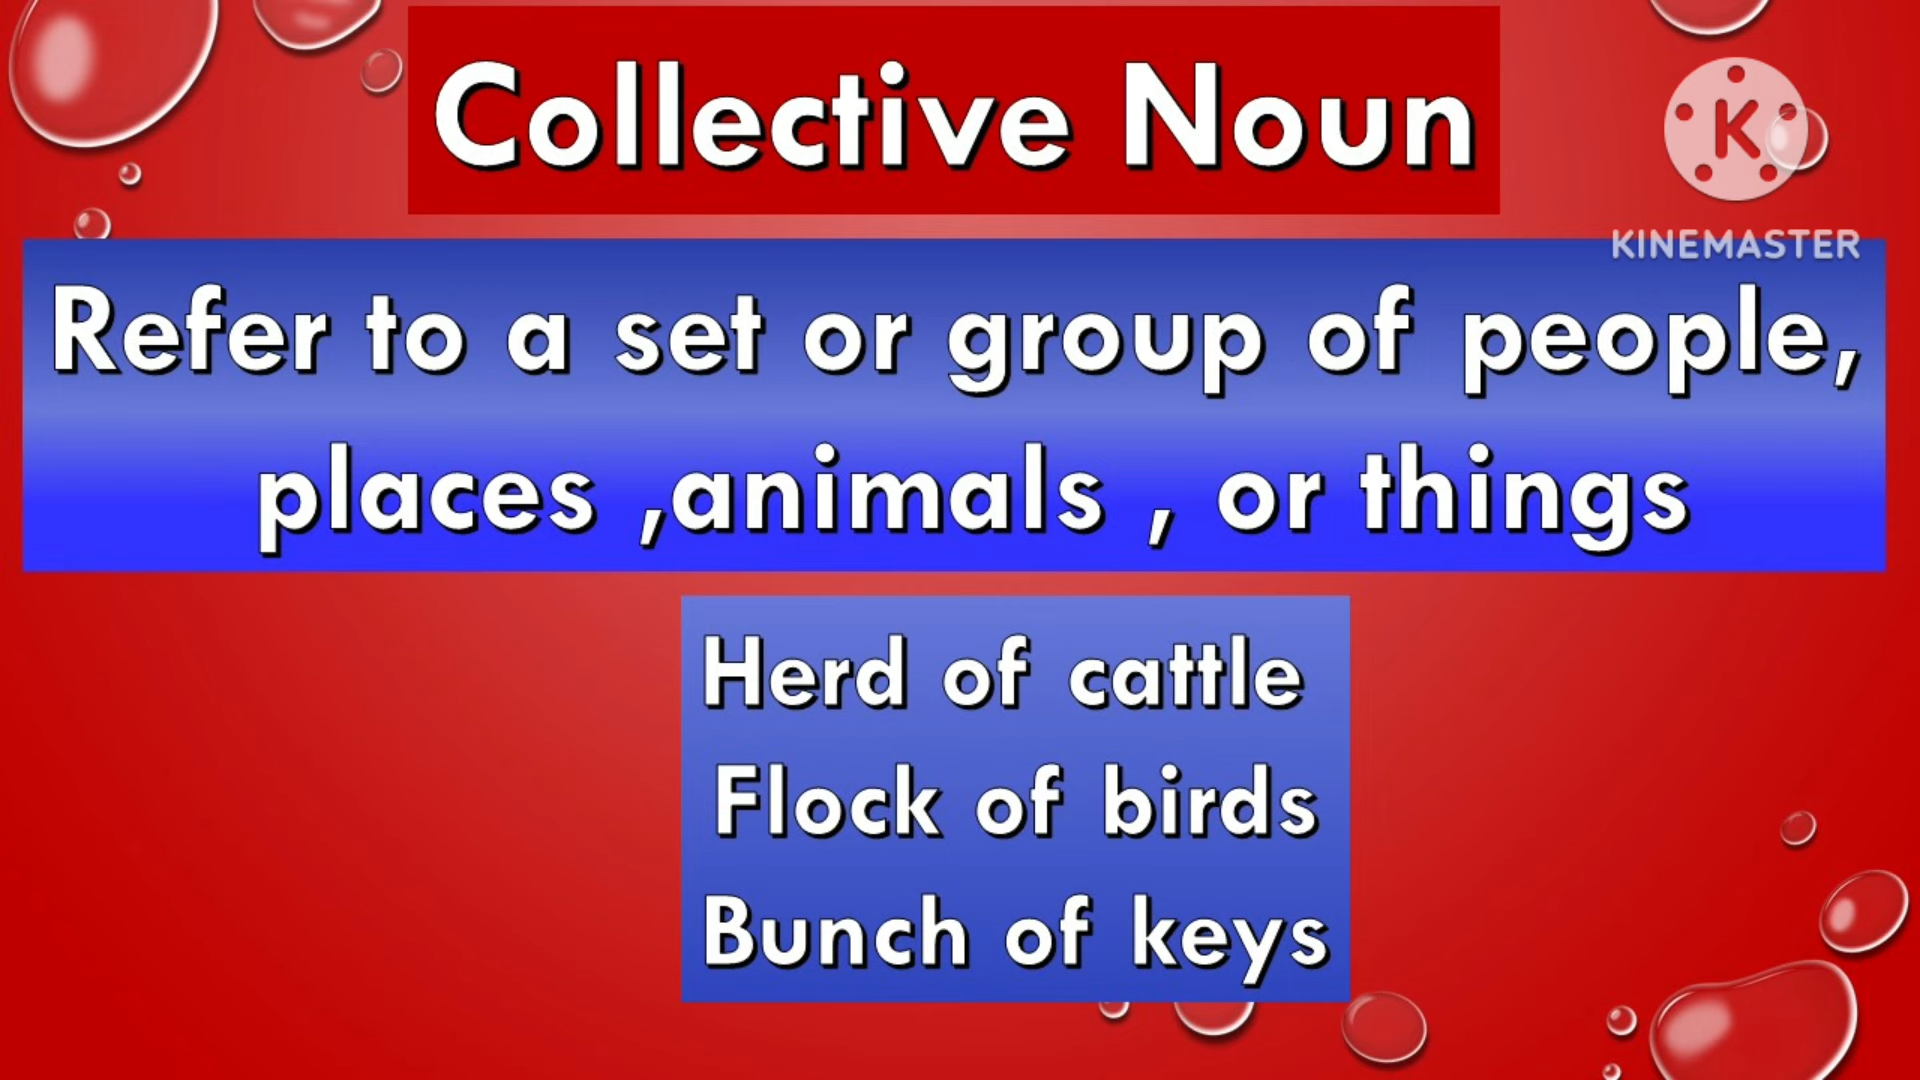 Collective Noun
K
KINEMASTER
Refer to a set or group of people,
places ,animals , or things
Herd of cattle
Flock of birds
Bunch of keys